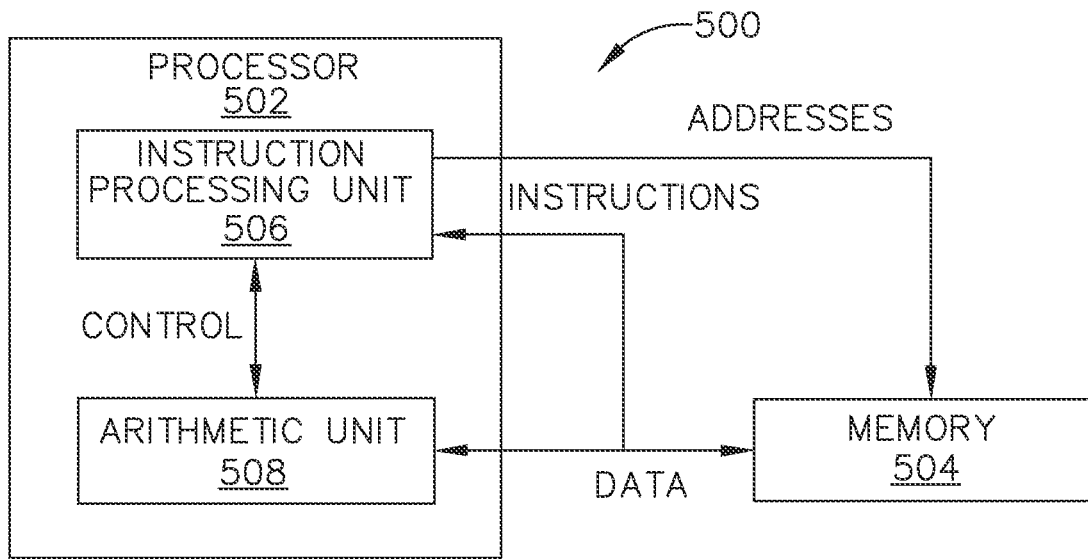 500
PROCESSOR
502
ADDRESSES
INSTRUCTION
PROCESSING UNIT
506
INSTRUCTIONS
CONTROL
ARITHMETIC UNIT
508
DATA
MEMORY
504